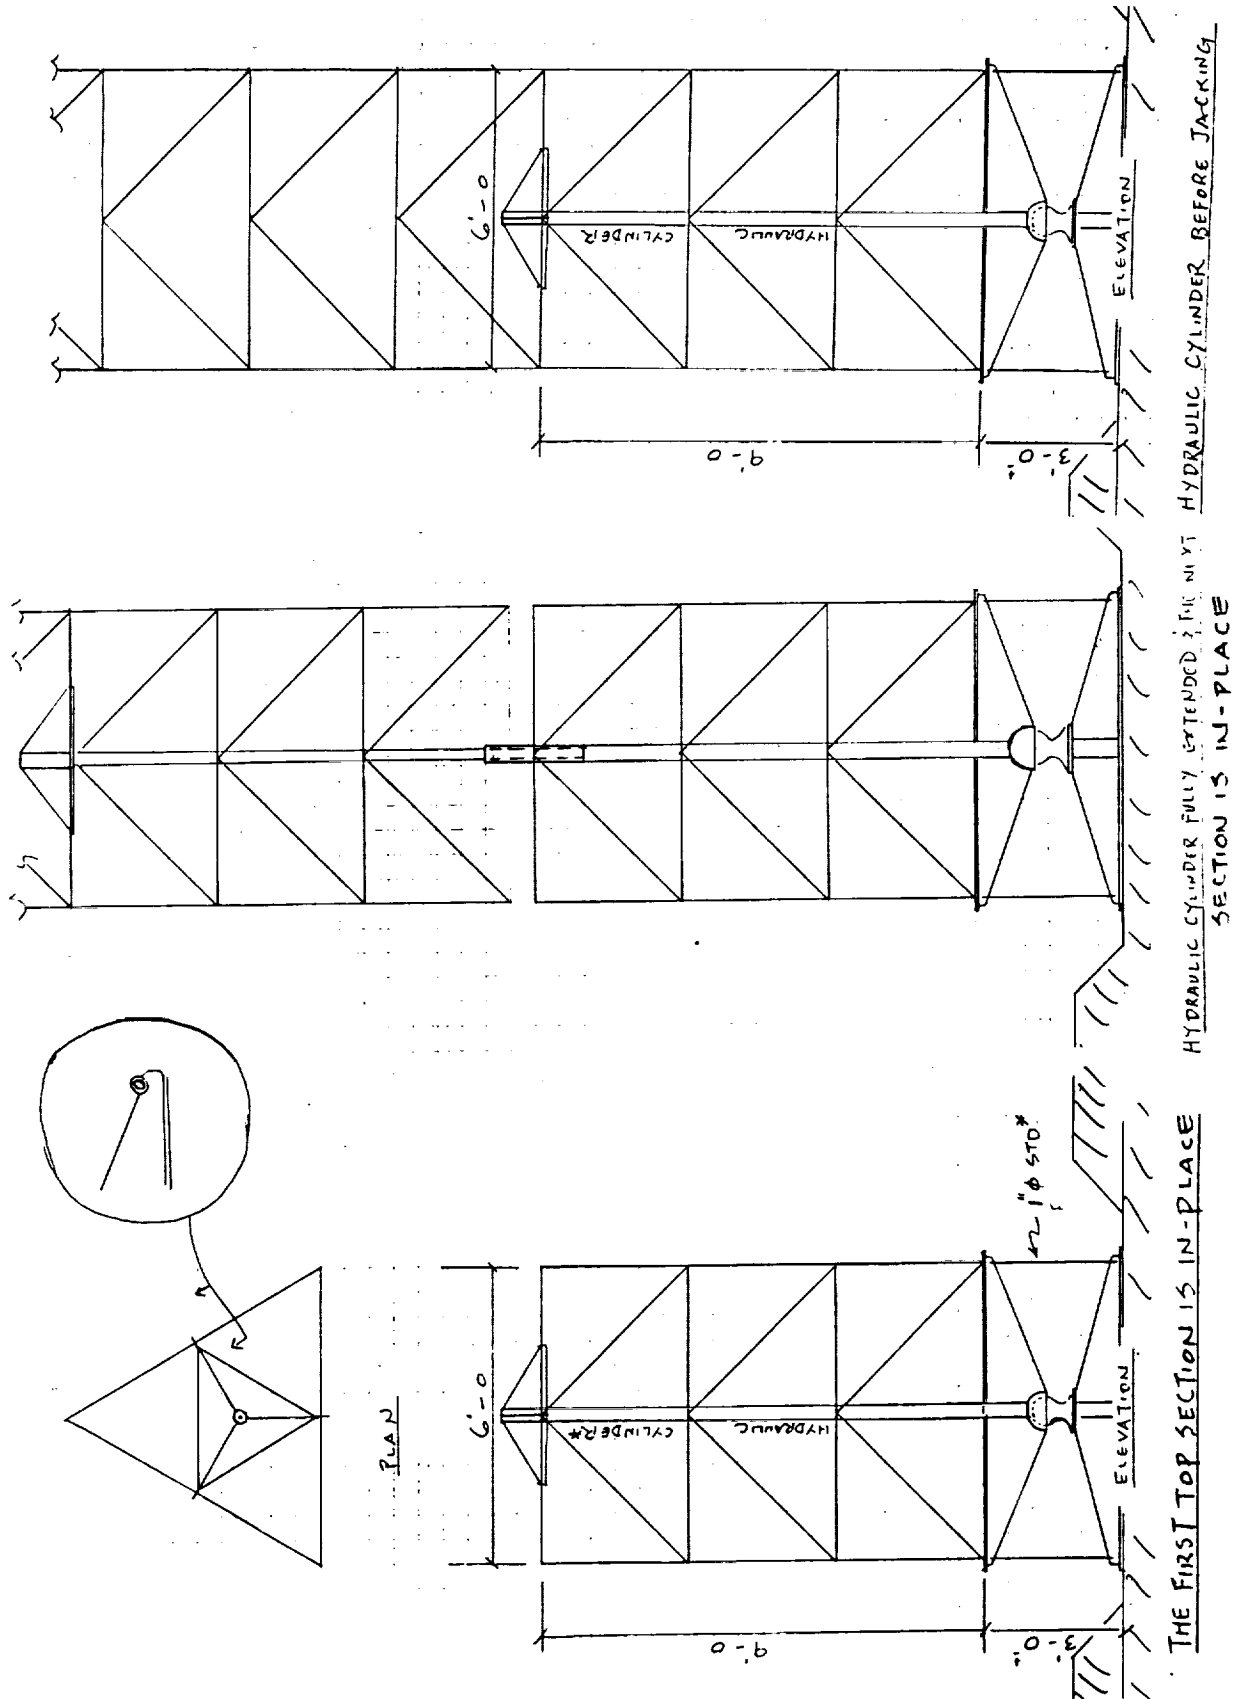 PLAN
6'-0
CYLINDER*
HYDRAULIC
9'-0
3'-0"±
1"φ STD*
ELEVATION
THE FIRST TOP SECTION IS IN-PLACE
HYDRAULIC CYLINDER FULLY EXTENDED & THE NEXT
SECTION IS IN-PLACE
6'-0
CYLINDER
HYDRAULIC
9'-0
3'-0"±
ELEVATION
HYDRAULIC CYLINDER BEFORE JACKING